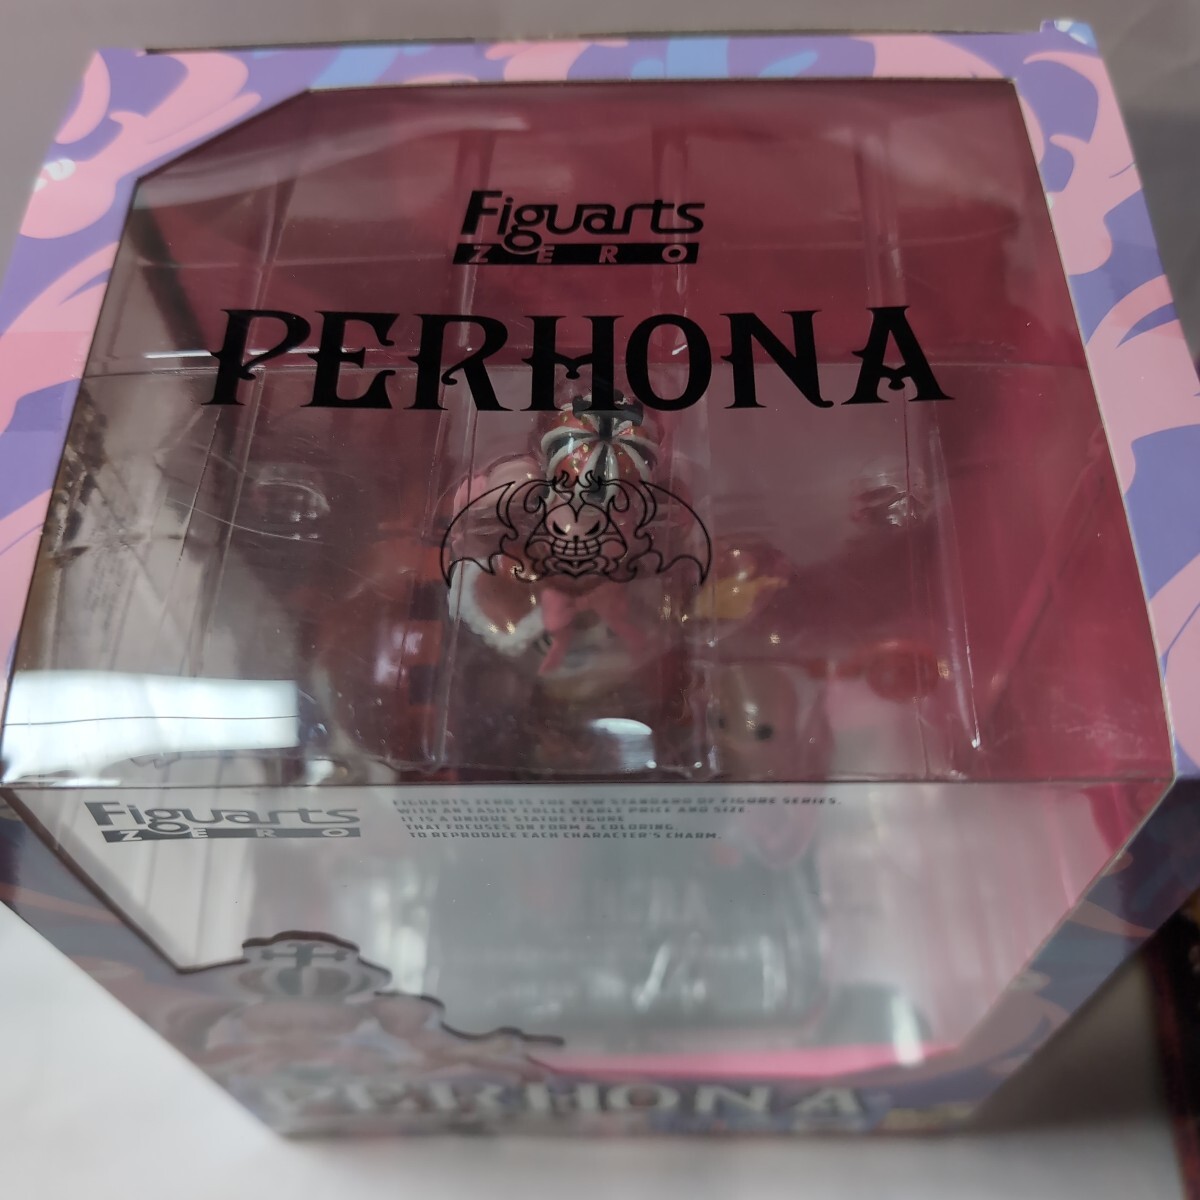 Figuarts
ZERO
PERHONA
Figuarts
ZERO
FIGUARTS ZERO IS THE NEW STANDARD OF FIGURE SERIES.
WITH AN EASILY COLLECTABLE PRICE AND SIZE.
IT IS A UNIQUE STATUE FIGURE
THAT FOCUSES ON FORM & COLORING,
TO REPRODUCE EACH CHARACTER'S CHARM.
PERHONA